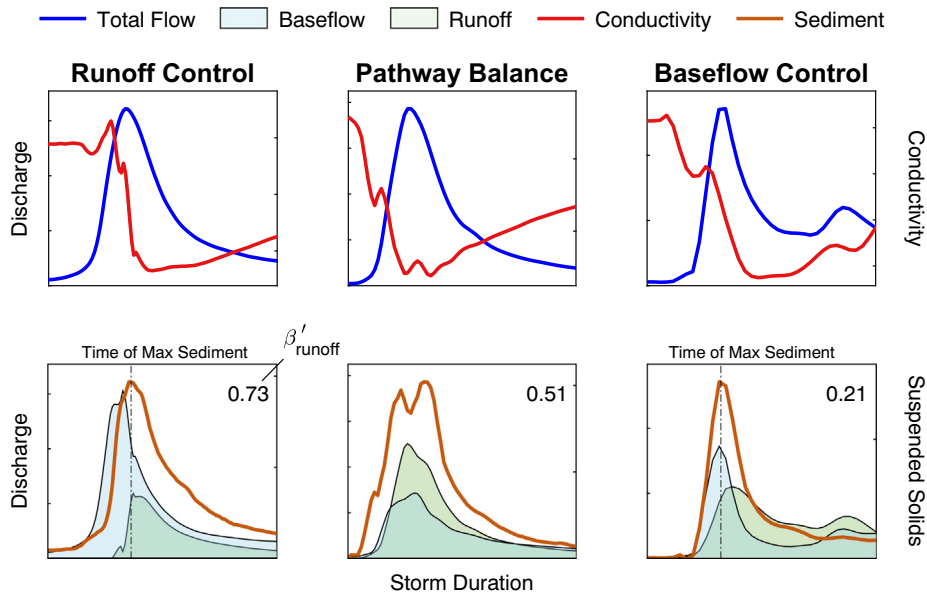 Total Flow Baseflow Runoff Conductivity Sediment
Runoff Control Pathway Balance Baseflow Control
Discharge
Conductivity
Time of Max Sediment
β′runoff
Time of Max Sediment
0.73
0.51
0.21
Discharge
Suspended Solids
Storm Duration